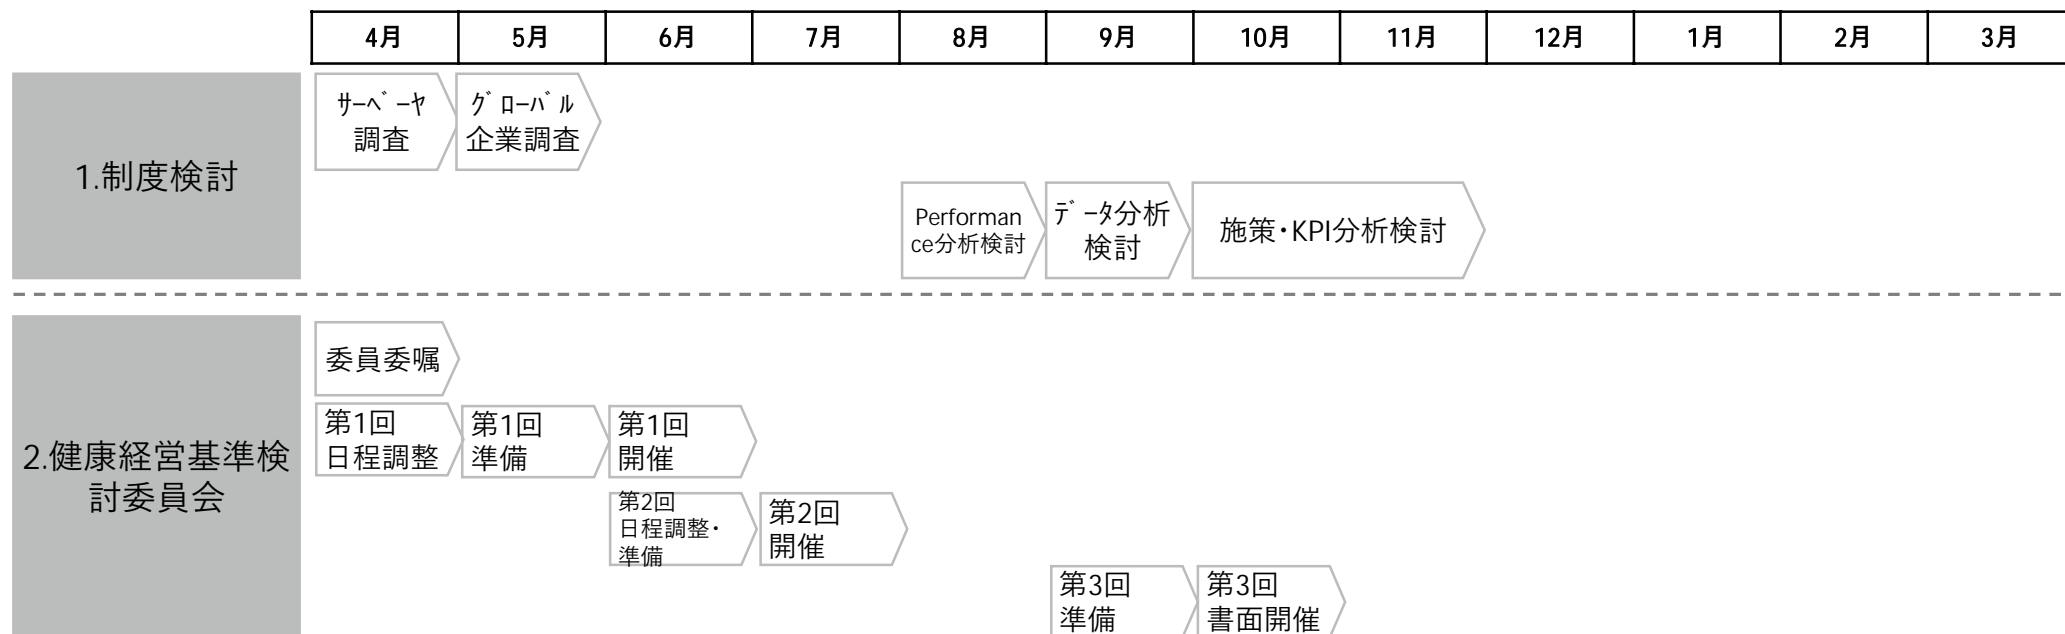 4月 5月 6月 7月 8月 9月 10月 11月 12月 1月 2月 3月
1.制度検討
ｻｰﾍﾞｰﾔ
調査
ｸﾞﾛｰﾊﾞﾙ
企業調査
Performan
ce分析検討
ﾃﾞｰﾀ分析
検討
施策・KPI分析検討
2.健康経営基準検
討委員会
委員委嘱
第1回
日程調整
第1回
準備
第1回
開催
第2回
日程調整・
準備
第2回
開催
第3回
準備
第3回
書面開催